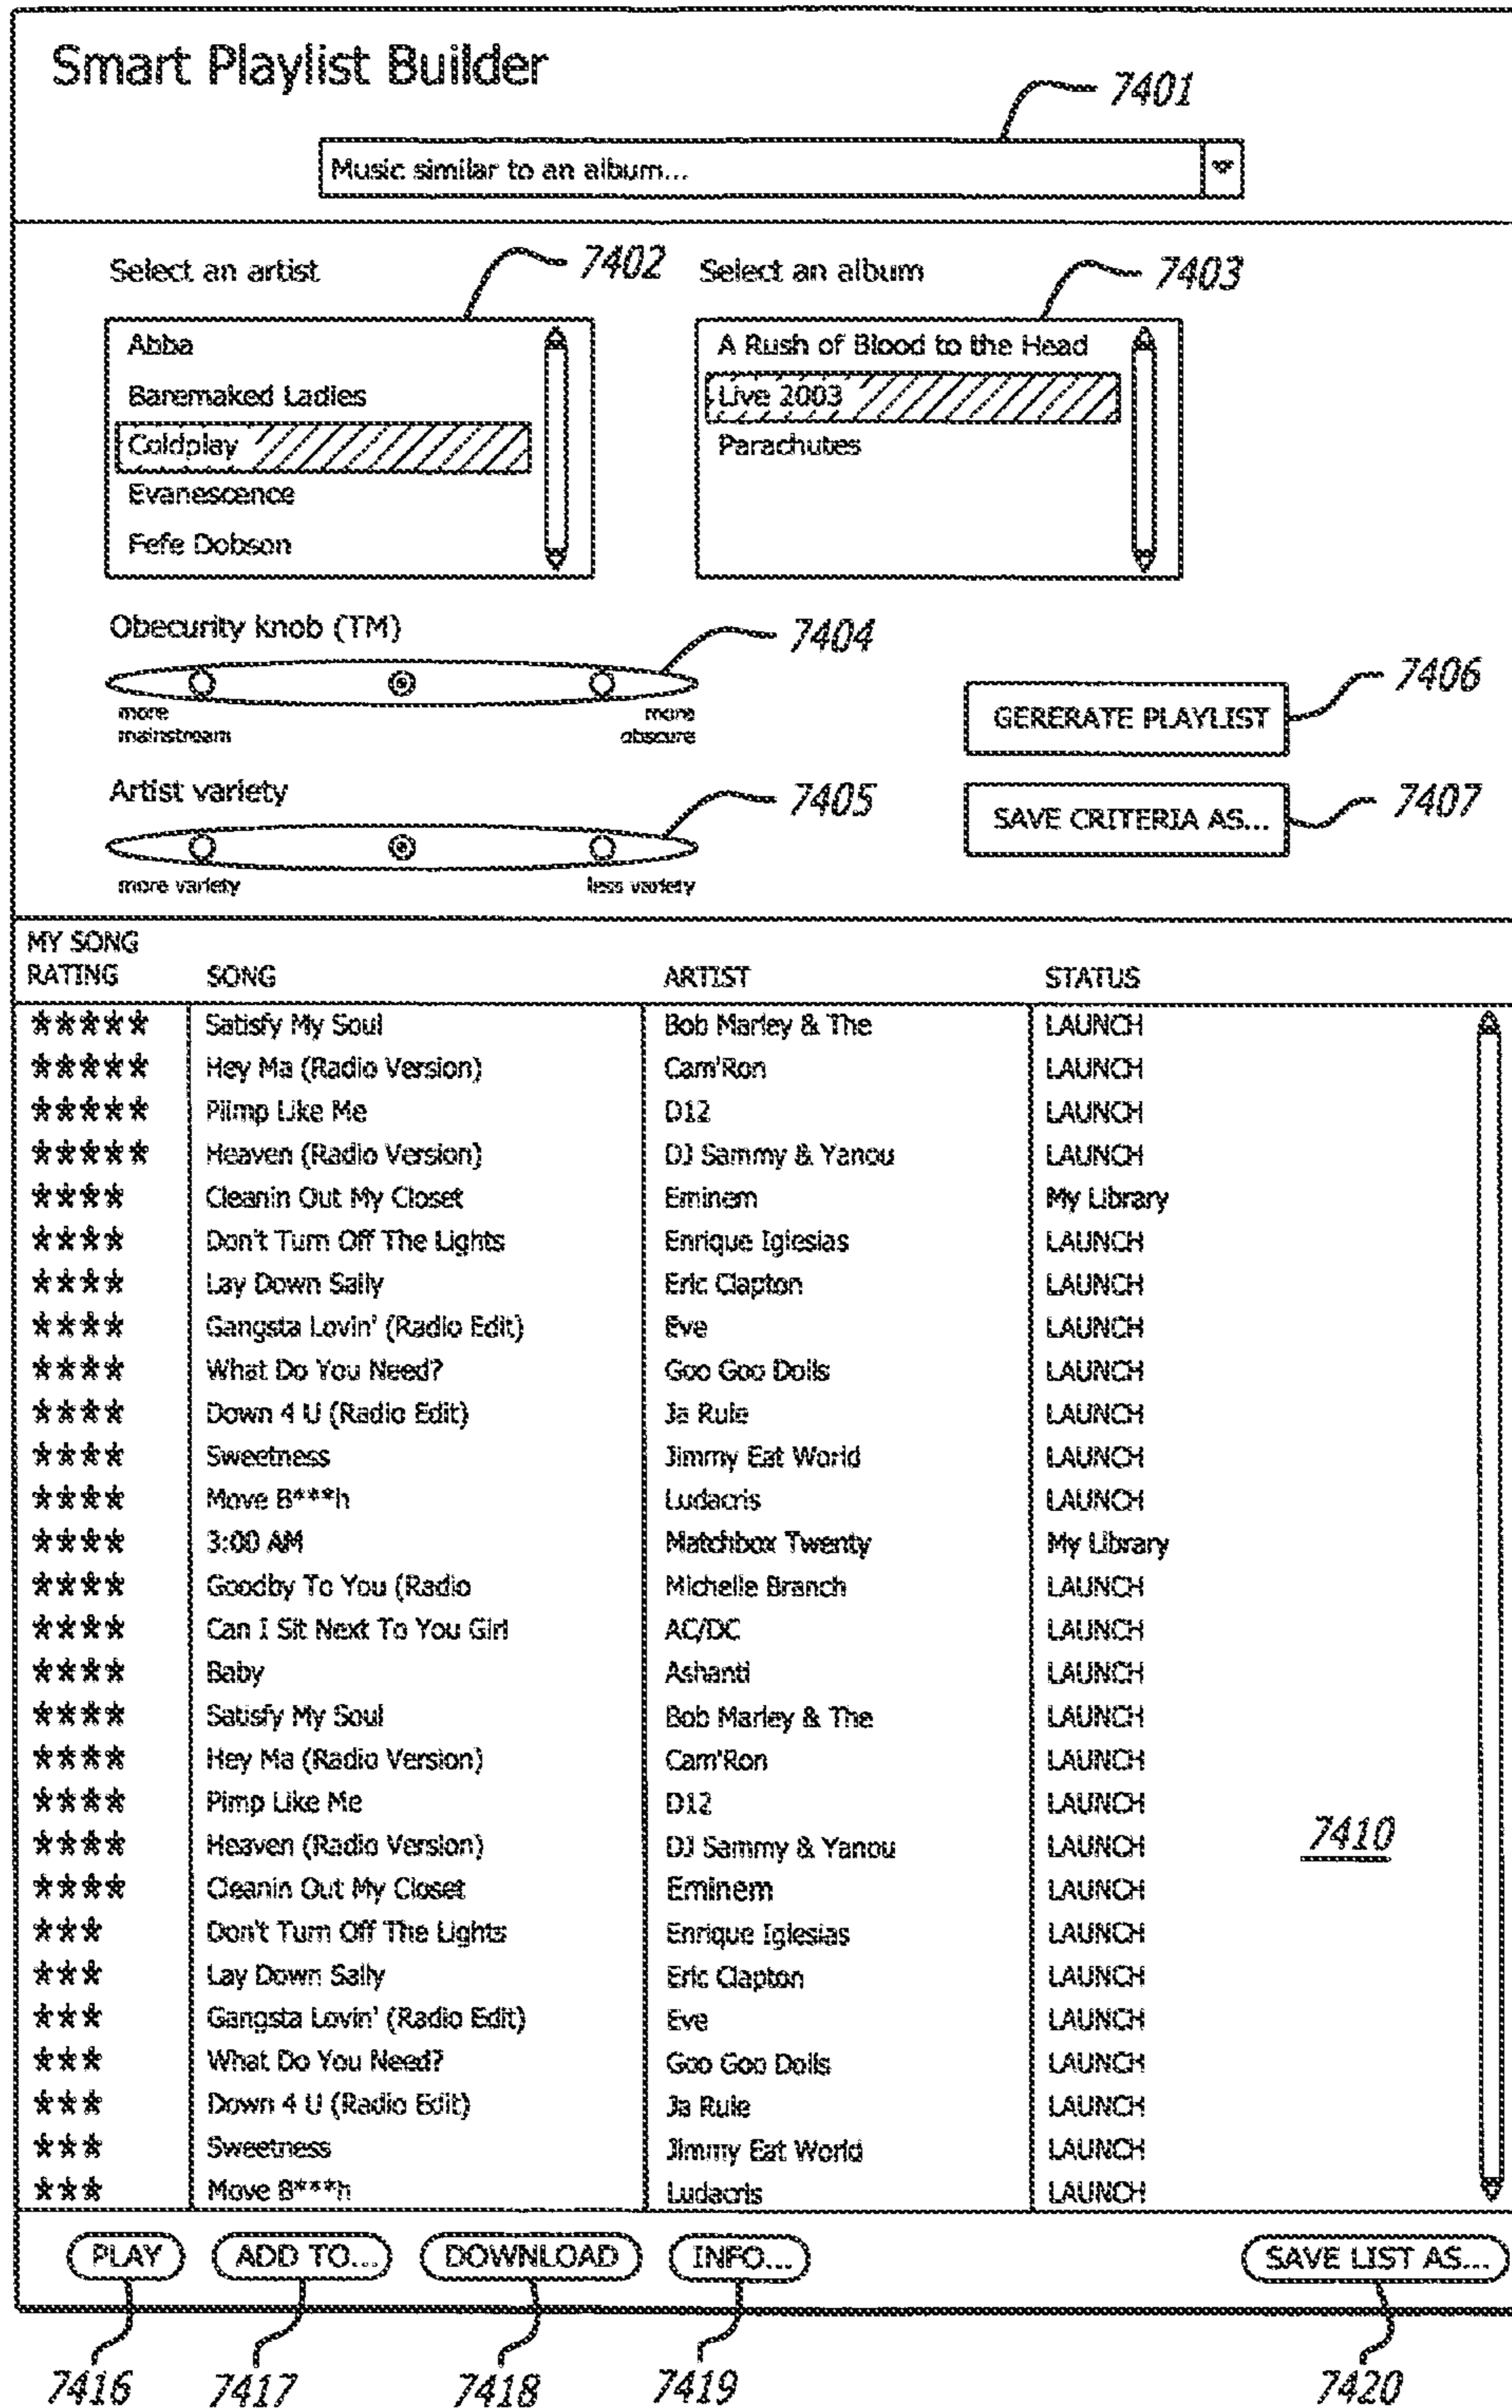 Smart Playlist Builder
7401
Music similar to an album...
Select an artist
7402
Select an album
7403
Abba
Baremaked Ladies
Coldplay
Evanescence
Fefe Dobson
A Rush of Blood to the Head
Live 2003
Parachutes
Obecurity knob (TM)
7404
more mainstream
more obscure
7406
GERERATE PLAYLIST
Artist variety
7405
more variety
less variety
7407
SAVE CRITERIA AS...
MY SONG RATING SONG ARTIST STATUS
***** Satisfy My Soul Bob Marley & The LAUNCH
***** Hey Ma (Radio Version) Cam'Ron LAUNCH
***** Piimp Like Me D12 LAUNCH
***** Heaven (Radio Version) DJ Sammy & Yanou LAUNCH
**** Cleanin Out My Closet Eminem My Library
**** Don't Turn Off The Lights Enrique Iglesias LAUNCH
**** Lay Down Sally Eric Clapton LAUNCH
**** Gangsta Lovin' (Radio Edit) Eve LAUNCH
**** What Do You Need? Goo Goo Dolls LAUNCH
**** Down 4 U (Radio Edit) Ja Rule LAUNCH
**** Sweetness Jimmy Eat World LAUNCH
**** Move B***h Ludacris LAUNCH
**** 3:00 AM Matchbox Twenty My Library
**** Goodby To You (Radio Michelle Branch LAUNCH
**** Can I Sit Next To You Girl AC/DC LAUNCH
**** Baby Ashanti LAUNCH
**** Satisfy My Soul Bob Marley & The LAUNCH
**** Hey Ma (Radio Version) Cam'Ron LAUNCH
**** Pimp Like Me D12 LAUNCH
**** Heaven (Radio Version) DJ Sammy & Yanou LAUNCH
7410
**** Cleanin Out My Closet Eminem LAUNCH
*** Don't Turn Off The Lights Enrique Iglesias LAUNCH
*** Lay Down Sally Eric Clapton LAUNCH
*** Gangsta Lovin' (Radio Edit) Eve LAUNCH
*** What Do You Need? Goo Goo Dolls LAUNCH
*** Down 4 U (Radio Edit) Ja Rule LAUNCH
*** Sweetness Jimmy Eat World LAUNCH
*** Move B***h Ludacris LAUNCH
PLAY ADD TO... DOWNLOAD INFO... SAVE LIST AS...
7416 7417 7418 7419 7420